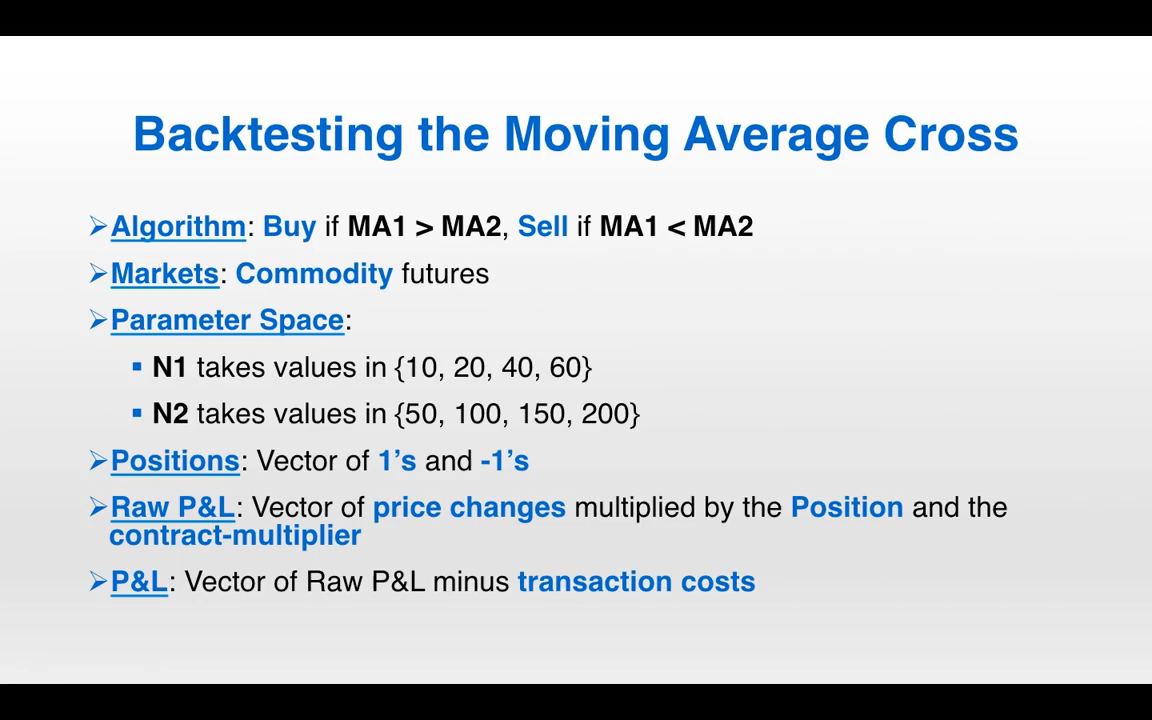 Backtesting the Moving Average Cross
➢Algorithm: Buy if MA1 > MA2, Sell if MA1 < MA2
➢Markets: Commodity futures
➢Parameter Space:
▪ N1 takes values in {10, 20, 40, 60}
▪ N2 takes values in {50, 100, 150, 200}
➢Positions: Vector of 1’s and -1’s
➢Raw P&L: Vector of price changes multiplied by the Position and the
contract-multiplier
➢P&L: Vector of Raw P&L minus transaction costs